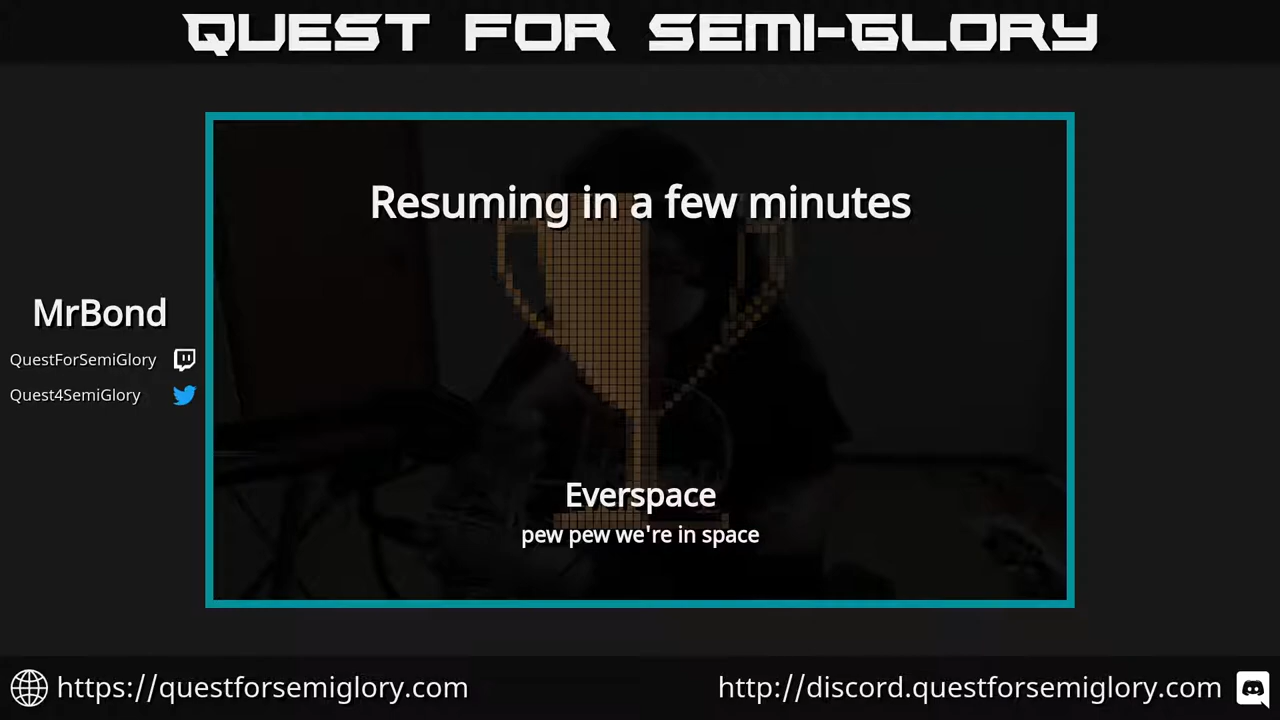 QUEST FOR SEMI-GLORY
Resuming in a few minutes
MrBond
QuestForSemiGlory
Quest4SemiGlory
Everspace
pew pew we're in space
https://questforsemiglory.com
http://discord.questforsemiglory.com